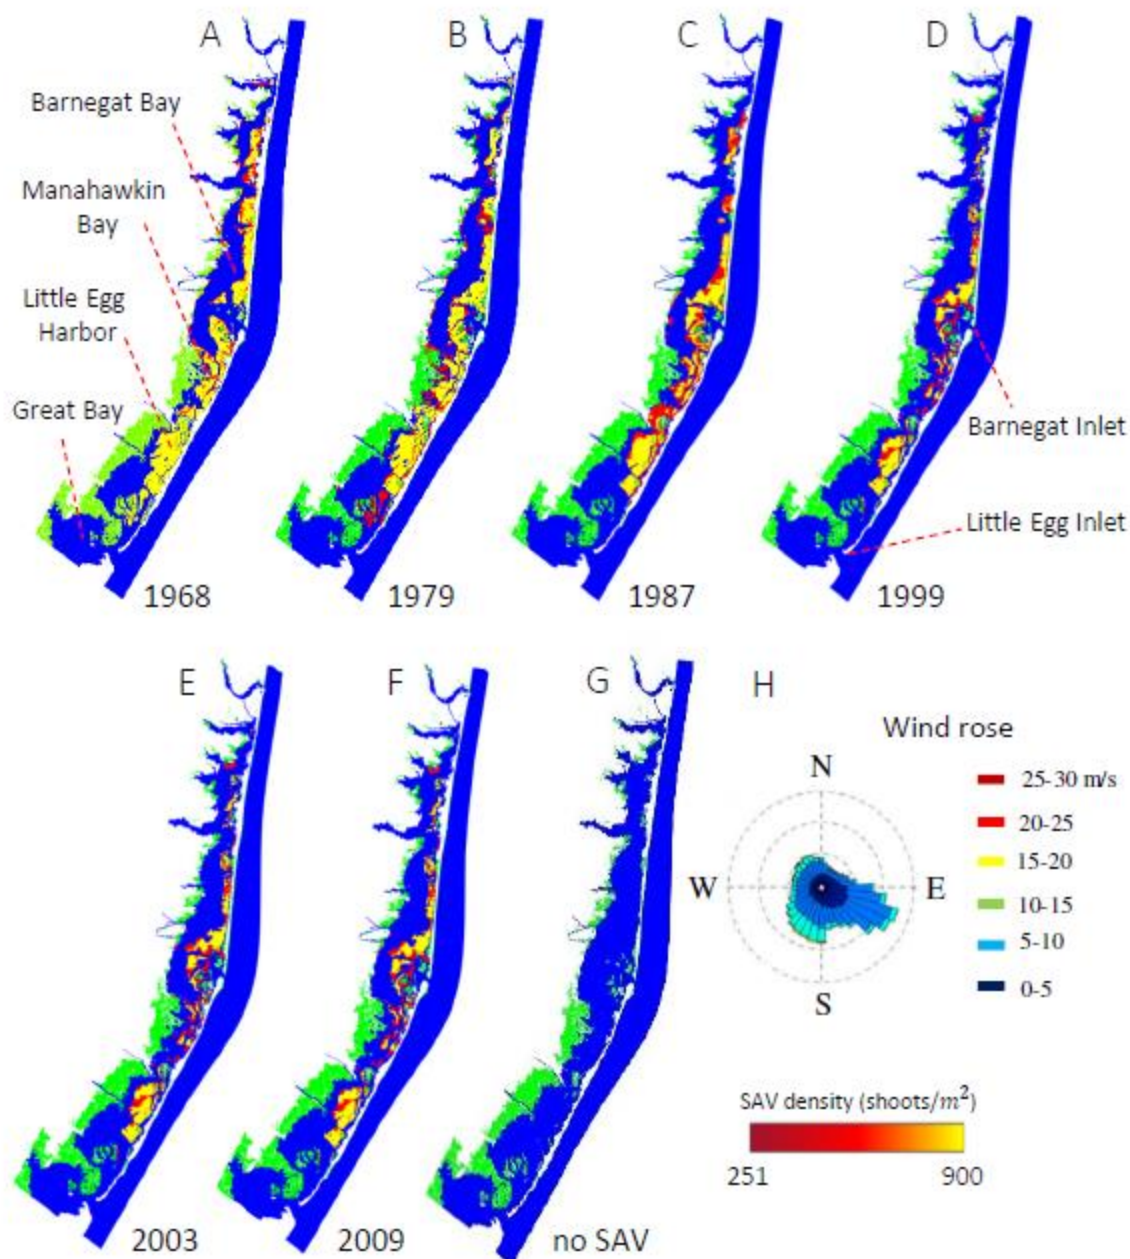 A
B
C
D
Barnegat Bay
Manahawkin
Bay
Little Egg
Harbor
Great Bay
Barnegat Inlet
Little Egg Inlet
1968
1979
1987
1999
E
F
G
H
Wind rose
N
W
E
S
25-30 m/s
20-25
15-20
10-15
5-10
0-5
SAV density (shoots/m²)
251
900
2003
2009
no SAV